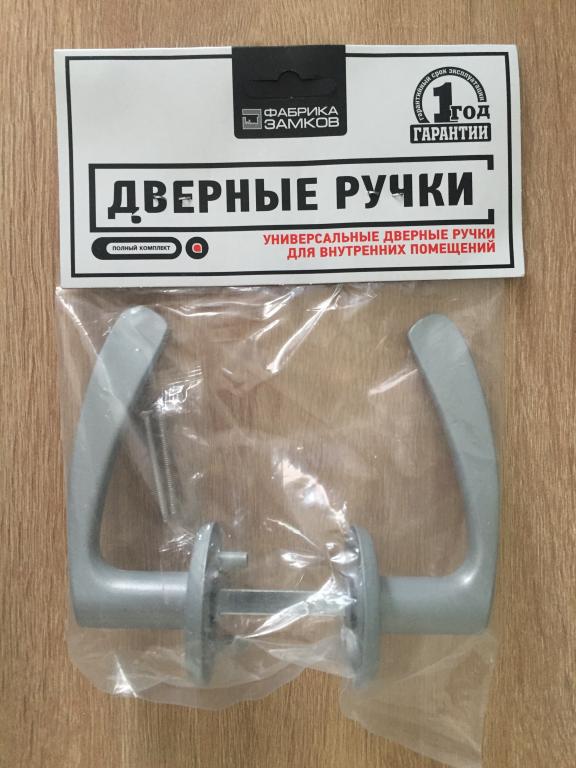 ФАБРИКА
ЗАМКОВ
гарантийный срок эксплуатации
1 ГОД
ГАРАНТИИ
ДВЕРНЫЕ РУЧКИ
ПОЛНЫЙ КОМПЛЕКТ
УНИВЕРСАЛЬНЫЕ ДВЕРНЫЕ РУЧКИ
ДЛЯ ВНУТРЕННИХ ПОМЕЩЕНИЙ